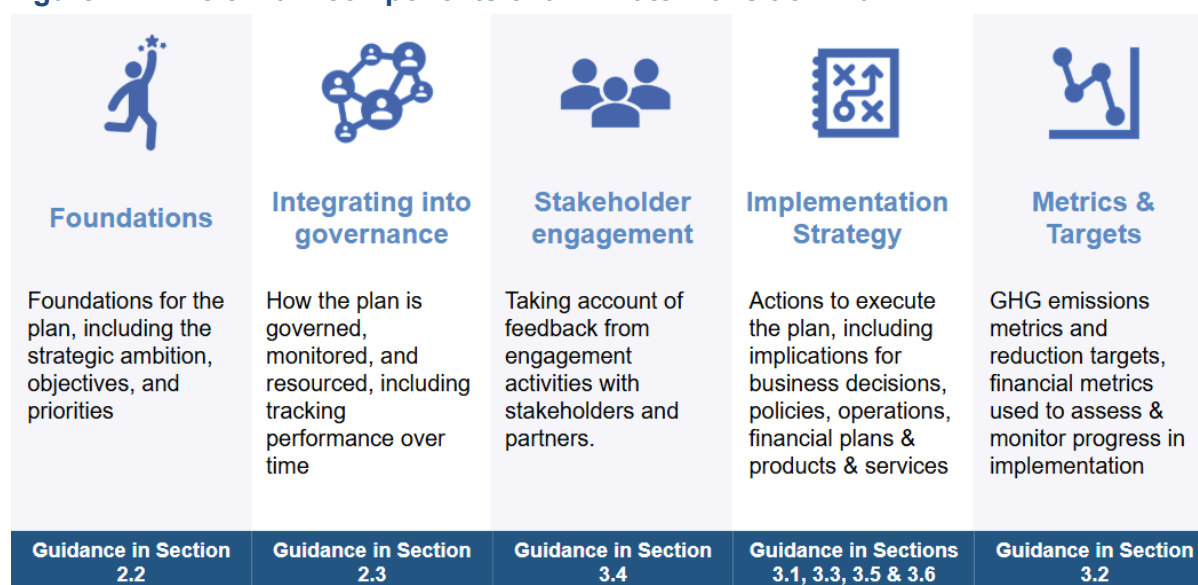 Foundations
Foundations for the
plan, including the
strategic ambition,
objectives, and
priorities
Guidance in Section
2.2
Integrating into
governance
How the plan is
governed,
monitored, and
resourced, including
tracking
performance over
time
Guidance in Section
2.3
Stakeholder
engagement
Taking account of
feedback from
engagement
activities with
stakeholders and
partners.
Guidance in Section
3.4
Implementation
Strategy
Actions to execute
the plan, including
implications for
business decisions,
policies, operations,
financial plans &
products & services
Guidance in Sections
3.1, 3.3, 3.5 & 3.6
Metrics &
Targets
GHG emissions
metrics and
reduction targets,
financial metrics
used to assess &
monitor progress in
implementation
Guidance in Section
3.2